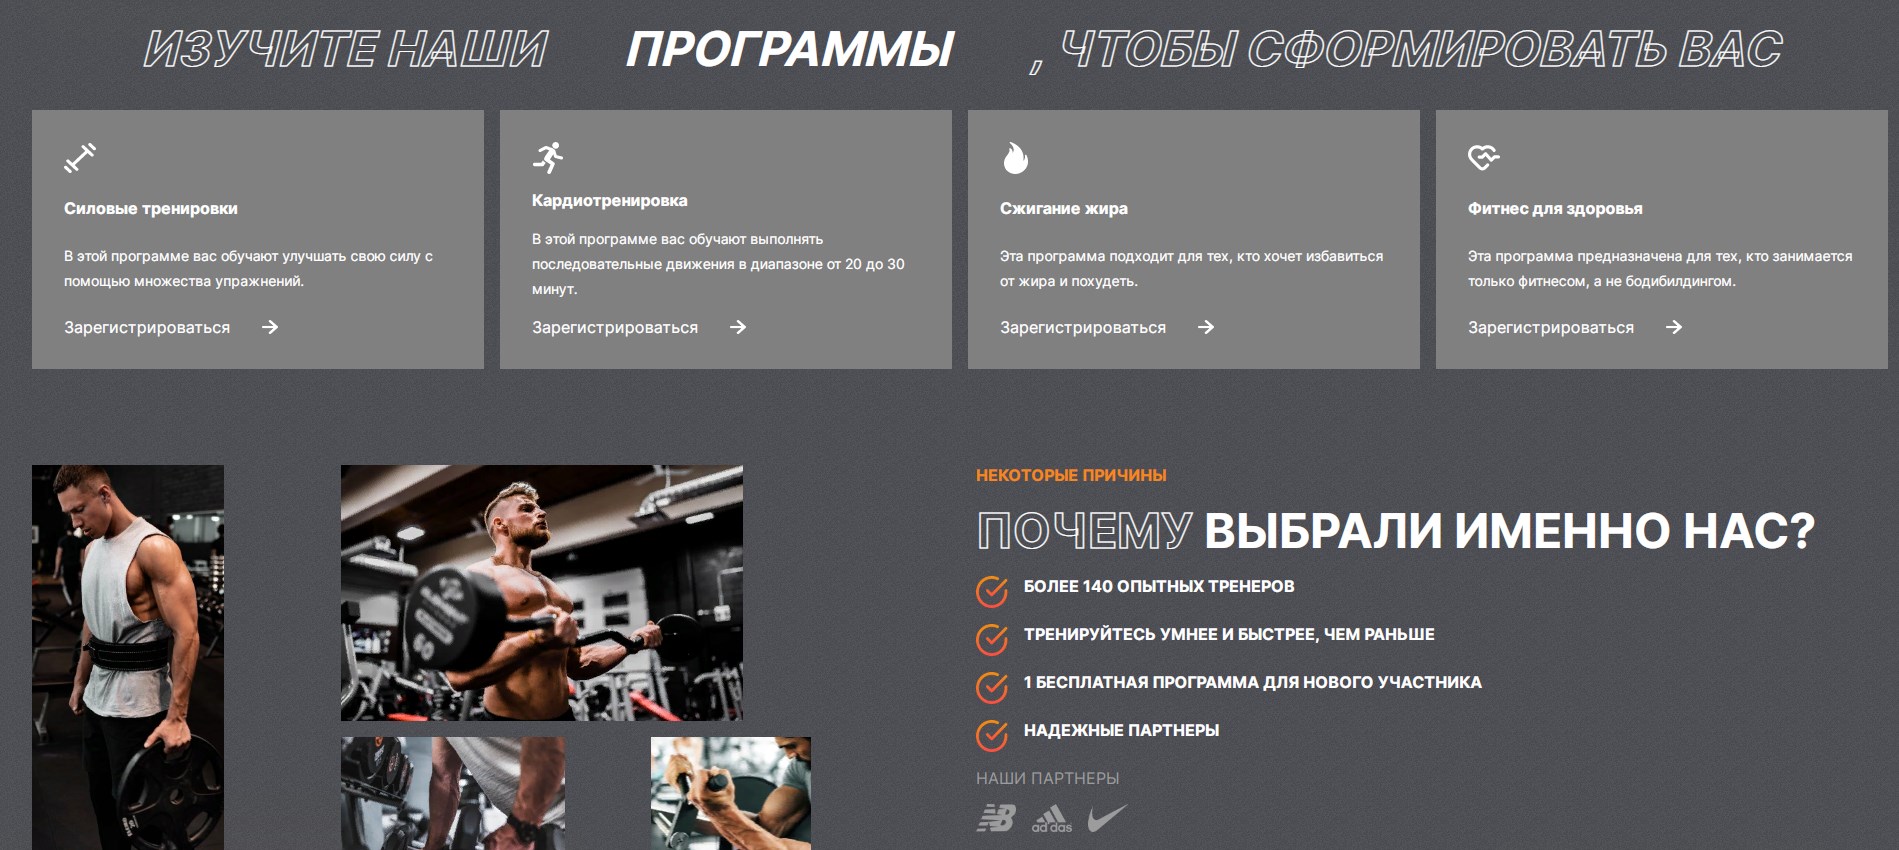 ИЗУЧИТЕ НАШИ ПРОГРАММЫ , ЧТОБЫ СФОРМИРОВАТЬ ВАС
Силовые тренировки
В этой программе вас обучают улучшать свою силу с
помощью множества упражнений.
Зарегистрироваться
Кардиотренировка
В этой программе вас обучают выполнять
последовательные движения в диапазоне от 20 до 30
минут.
Зарегистрироваться
Сжигание жира
Эта программа подходит для тех, кто хочет избавиться
от жира и похудеть.
Зарегистрироваться
Фитнес для здоровья
Эта программа предназначена для тех, кто занимается
только фитнесом, а не бодибилдингом.
Зарегистрироваться
60
НЕКОТОРЫЕ ПРИЧИНЫ
ПОЧЕМУ ВЫБРАЛИ ИМЕННО НАС?
БОЛЕЕ 140 ОПЫТНЫХ ТРЕНЕРОВ
ТРЕНИРУЙТЕСЬ УМНЕЕ И БЫСТРЕЕ, ЧЕМ РАНЬШЕ
1 БЕСПЛАТНАЯ ПРОГРАММА ДЛЯ НОВОГО УЧАСТНИКА
НАДЕЖНЫЕ ПАРТНЕРЫ
НАШИ ПАРТНЕРЫ
NB adidas